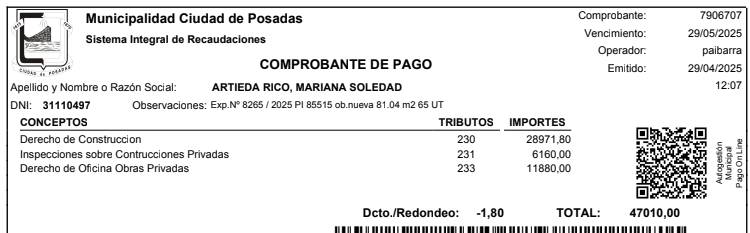 Municipalidad Ciudad de Posadas
Sistema Integral de Recaudaciones
COMPROBANTE DE PAGO
Comprobante: 7906707
Vencimiento: 29/05/2025
Operador: paibarra
Emitido: 29/04/2025
12:07
CIUDAD de POSADAS
Apellido y Nombre o Razón Social: ARTIEDA RICO, MARIANA SOLEDAD
DNI: 31110497 Observaciones: Exp.Nº 8265 / 2025 PI 85515 ob.nueva 81.04 m2 65 UT
CONCEPTOS TRIBUTOS IMPORTES
Derecho de Construccion 230 28971,80
Inspecciones sobre Contrucciones Privadas 231 6160,00
Derecho de Oficina Obras Privadas 233 11880,00
Autogestión
Municipal
Pago On Line
Dcto./Redondeo: -1,80 TOTAL: 47010,00